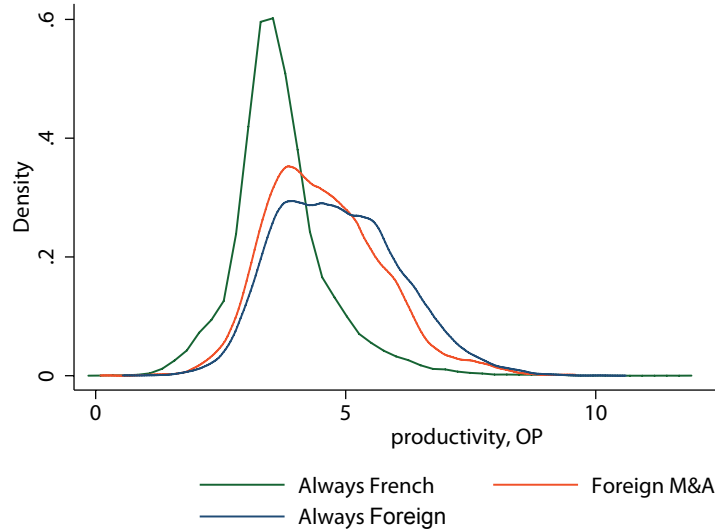 .6
.4
.2
0
Density
0 5 10
productivity, OP
Always French Foreign M&A
Always Foreign